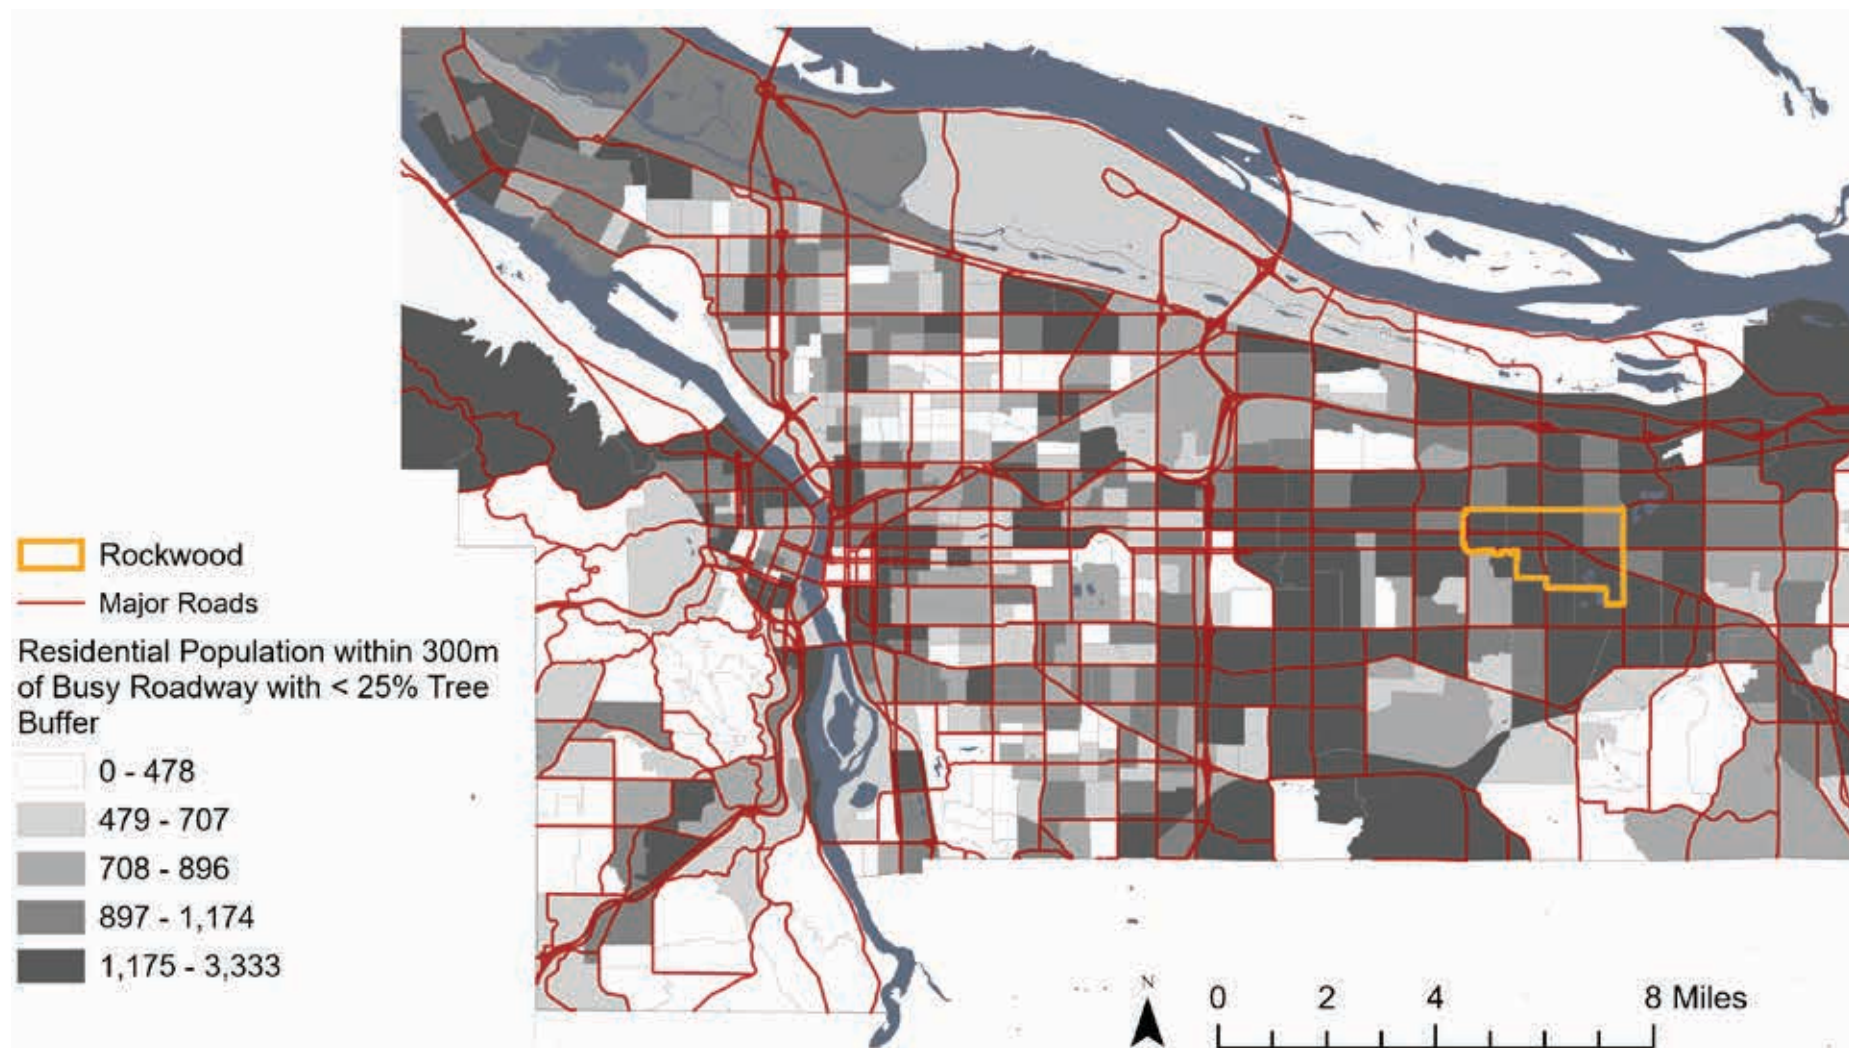 Rockwood
Major Roads
Residential Population within 300m
of Busy Roadway with < 25% Tree
Buffer
0 - 478
479 - 707
708 - 896
897 - 1,174
1,175 - 3,333
N
0 2 4 8 Miles